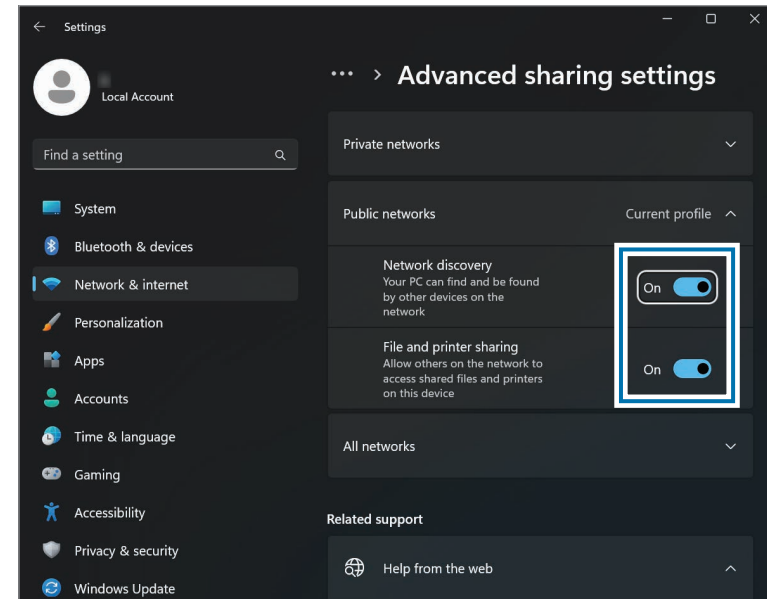 Settings
Local Account
Find a setting
System
Bluetooth & devices
Network & internet
Personalization
Apps
Accounts
Time & language
Gaming
Accessibility
Privacy & security
Windows Update
••• > Advanced sharing settings
Private networks
Public networks Current profile
Network discovery
Your PC can find and be found
by other devices on the
network
On
File and printer sharing
Allow others on the network to
access shared files and printers
on this device
On
All networks
Related support
Help from the web